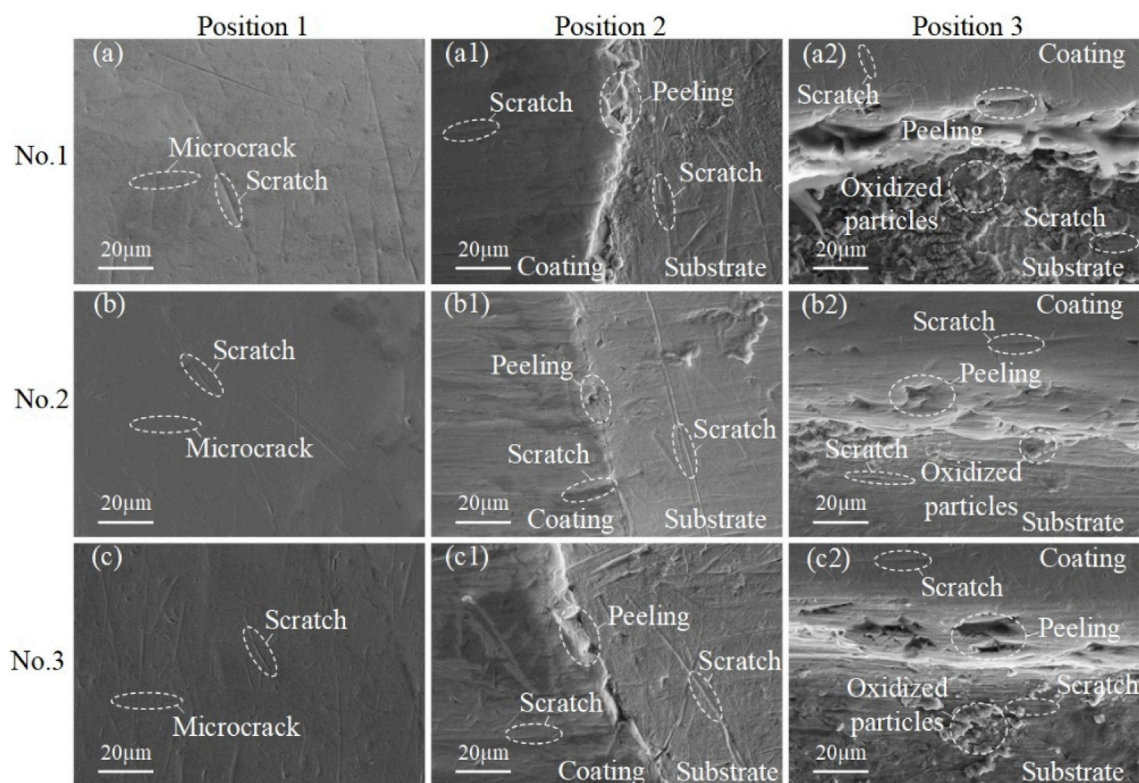 Position 1
Position 2
Position 3
No.1
(a)
Microcrack
Scratch
20μm
(a1)
Scratch
Peeling
Scratch
20μm
Coating
Substrate
(a2)
Coating
Scratch
Peeling
Oxidized
particles
Scratch
20μm
Substrate
No.2
(b)
Scratch
Microcrack
20μm
(b1)
Peeling
Scratch
Scratch
20μm
Coating
Substrate
(b2)
Coating
Scratch
Peeling
Scratch
Oxidized
particles
20μm
Substrate
No.3
(c)
Scratch
Microcrack
20μm
(c1)
Peeling
Scratch
Scratch
20μm
Coating
Substrate
(c2)
Coating
Scratch
Peeling
Oxidized
particles
Scratch
20μm
Substrate